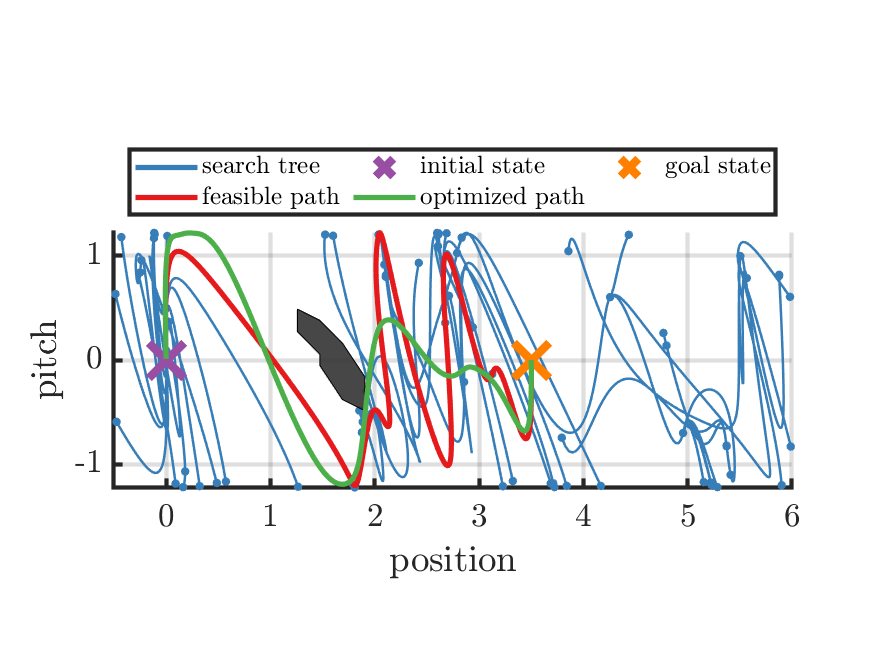 search tree initial state goal state
feasible path optimized path
1
0
-1
pitch
0 1 2 3 4 5 6
position